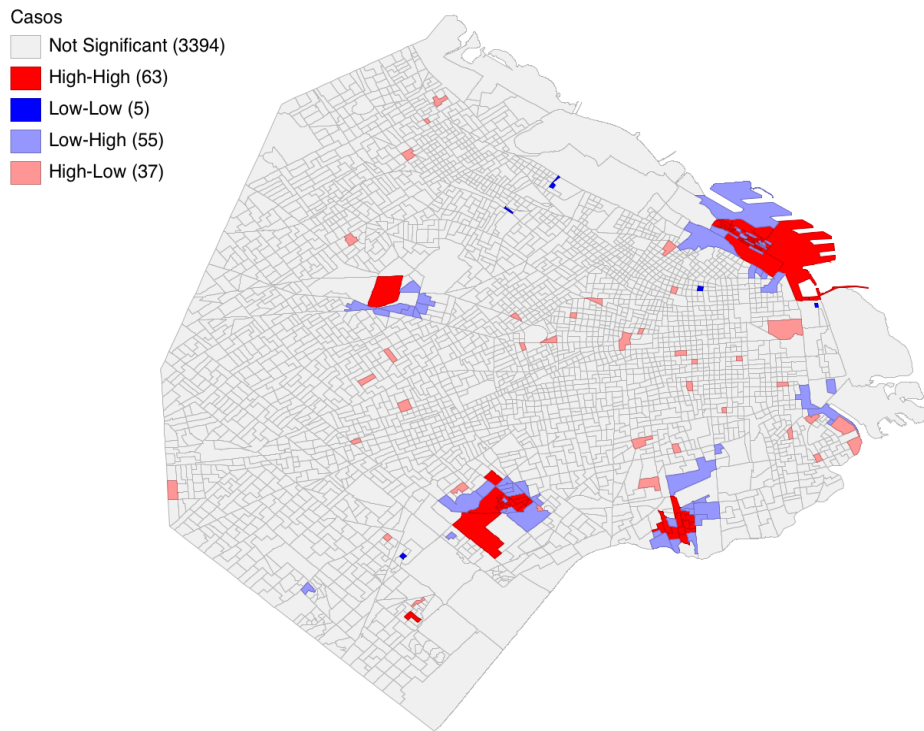 Casos
Not Significant (3394)
High-High (63)
Low-Low (5)
Low-High (55)
High-Low (37)